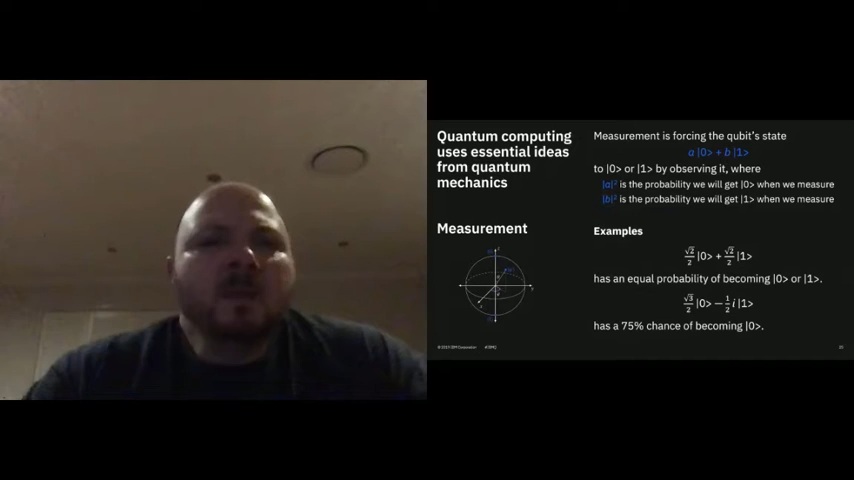 Quantum computing
uses essential ideas
from quantum
mechanics
Measurement
Measurement is forcing the qubit's state
a |0> + b |1>
to |0> or |1> by observing it, where
|a|² is the probability we will get |0> when we measure
|b|² is the probability we will get |1> when we measure
Examples
√2/2 |0> + √2/2 |1>
has an equal probability of becoming |0> or |1>.
√3/2 |0> − 1/2 i |1>
has a 75% chance of becoming |0>.
IBM Corporation